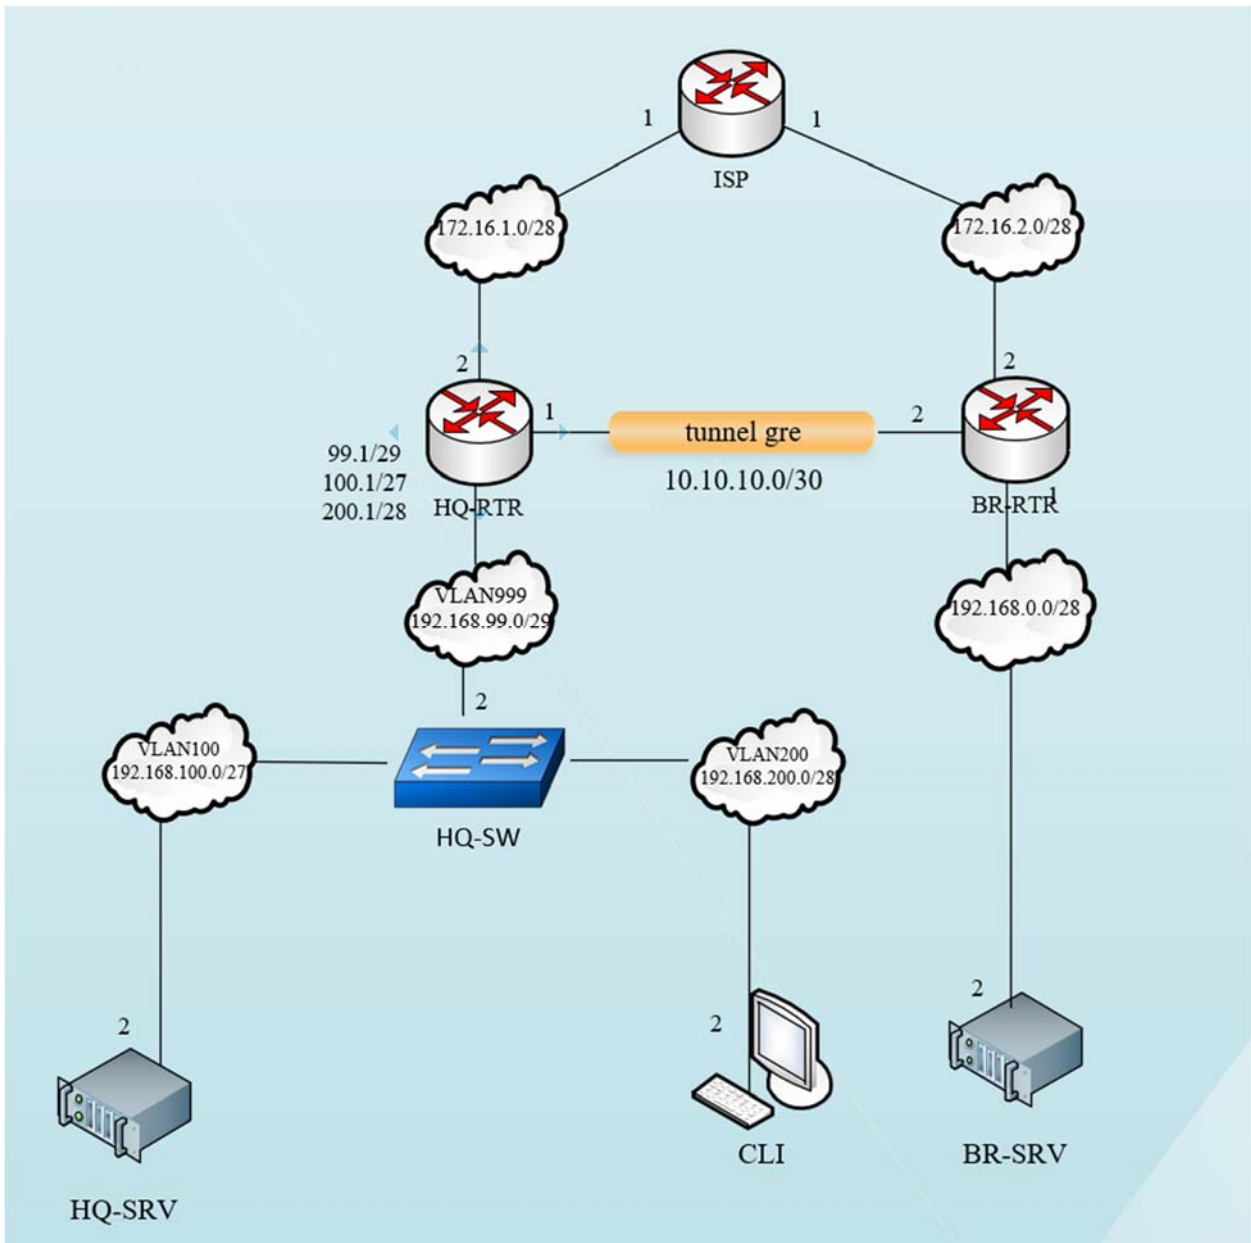 1
1
ISP
172.16.1.0/28
172.16.2.0/28
2
2
1
2
tunnel gre
99.1/29
100.1/27
200.1/28
10.10.10.0/30
HQ-RTR
BR-RTR
1
VLAN999
192.168.99.0/29
192.168.0.0/28
2
VLAN100
192.168.100.0/27
VLAN200
192.168.200.0/28
HQ-SW
2
2
2
CLI
BR-SRV
HQ-SRV